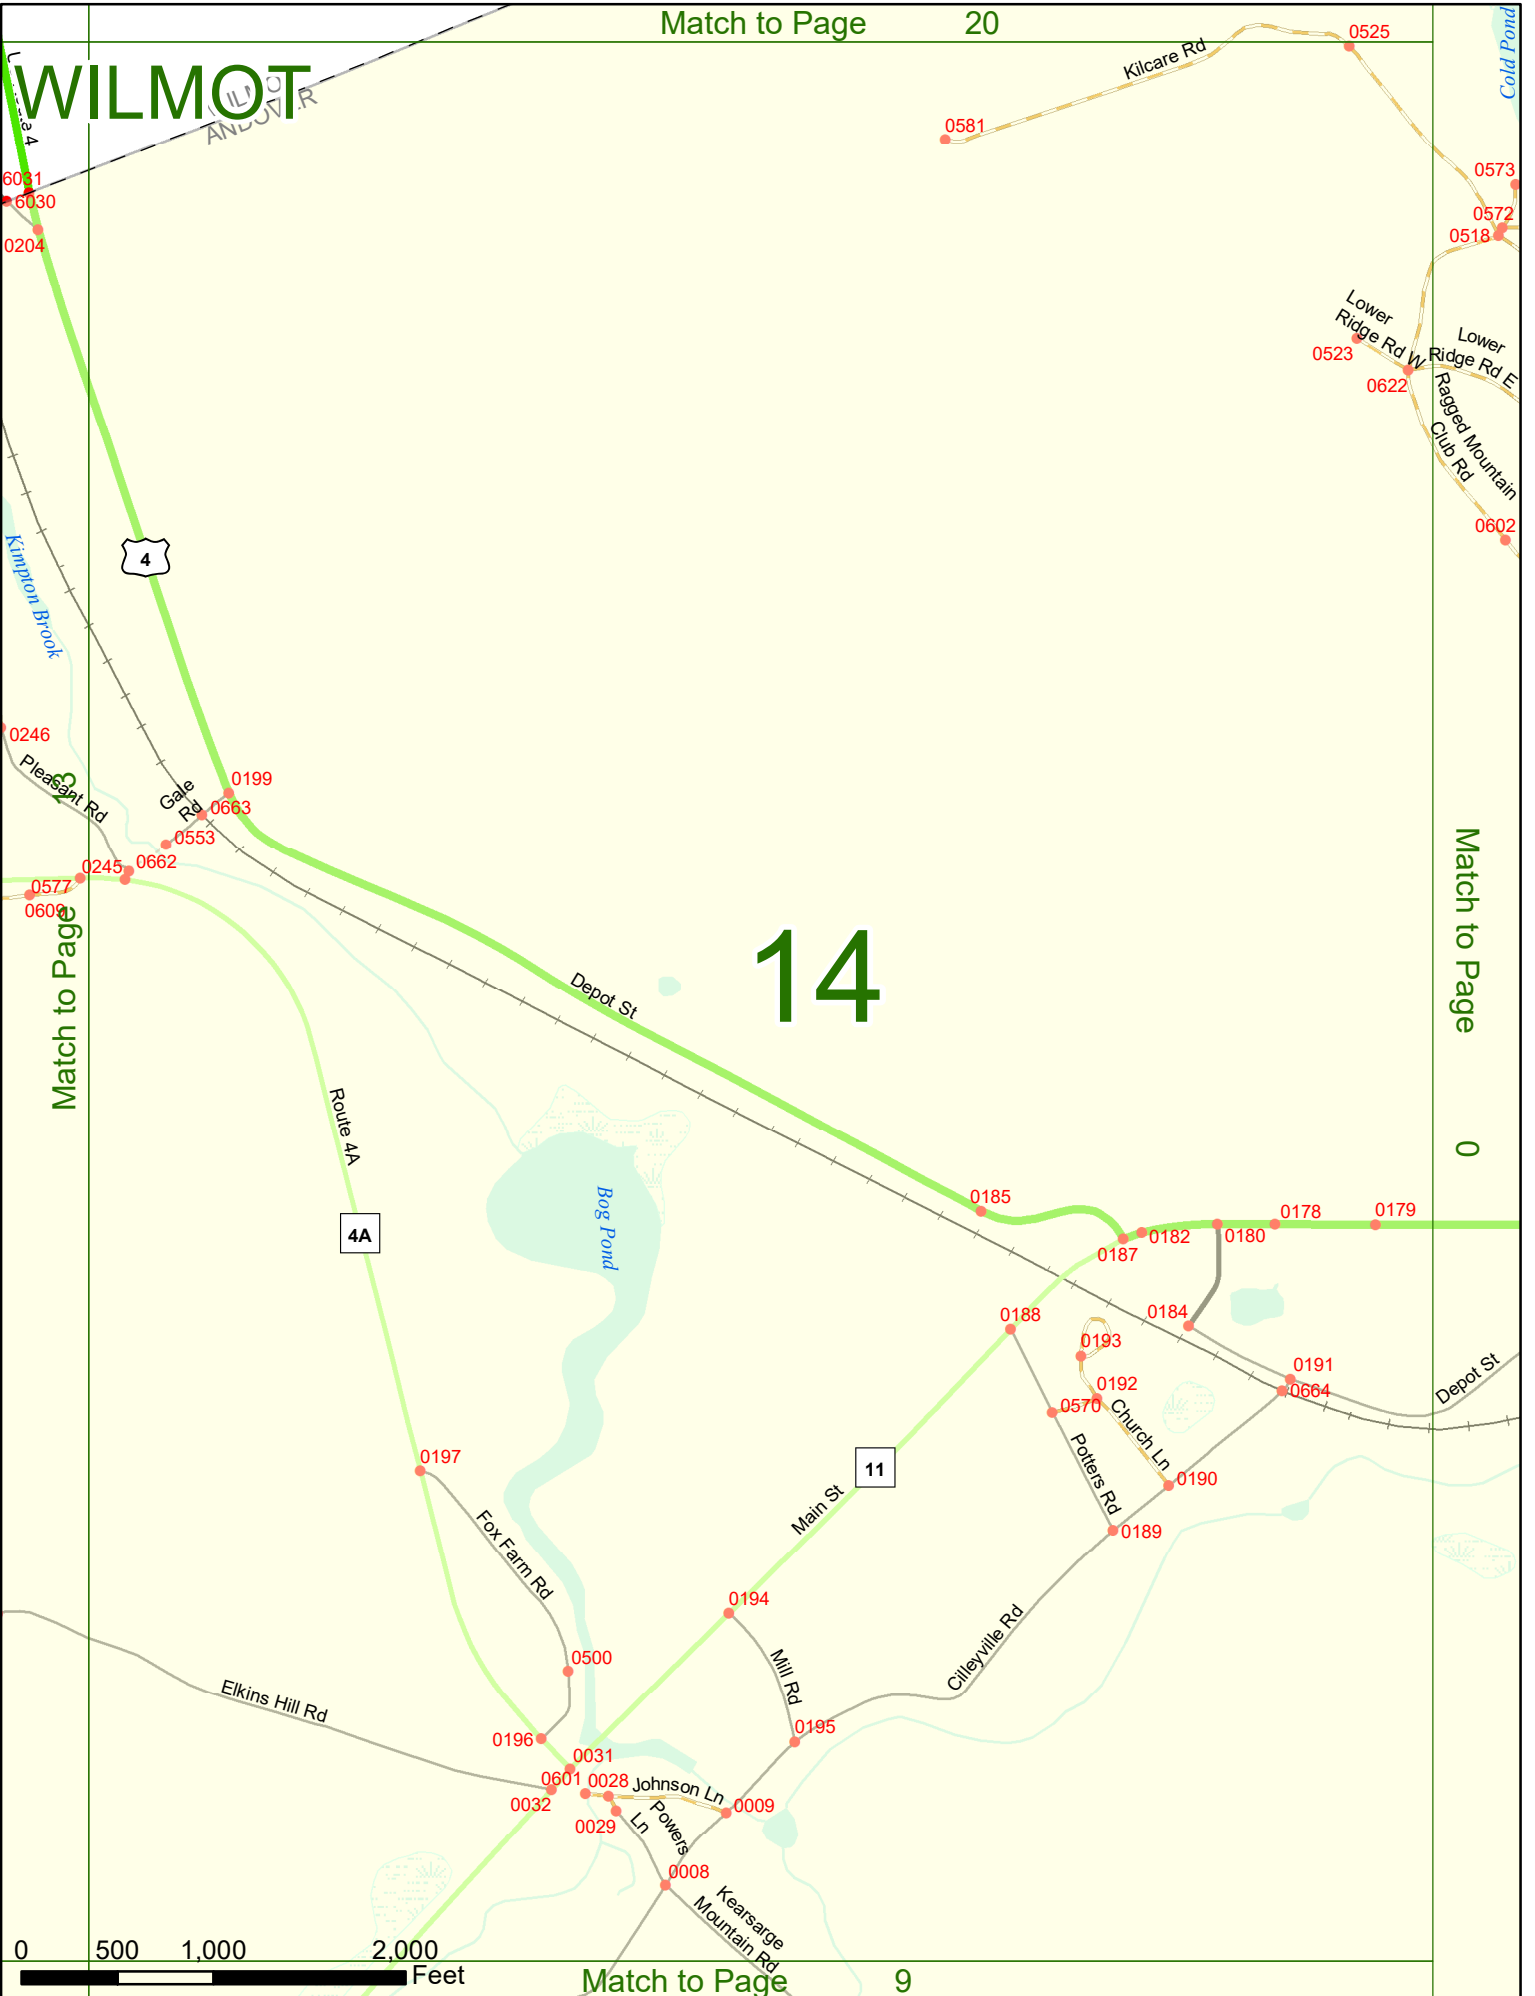 Match to Page 20
Cold Pond
WILMOT
ANDOVER
Kilcare Rd
0525
0581
0573
0572
0518
6031
6030
0204
Lower
Ridge Rd W
0523
0622
Lower
Ridge Rd E
Ragged Mountain
Club Rd
0602
4
Kimpton Brook
0246
Pleasant Rd
13
Match to Page
Gale
Rd
0199
0663
0553
0662
0245
0577
0609
14
Match to Page 0
Depot St
Route 4A
4A
Bog Pond
0185
0187
0182
0180
0178
0179
0188
0184
0193
0191
0664
0192
0570
Church Ln
Potters Rd
0190
0189
Depot St
0197
Fox Farm Rd
11
Main St
0194
Mill Rd
Cilleyville Rd
0500
Elkins Hill Rd
0196
0195
0031
0601
0028
0032
0029
Johnson Ln
0009
Powers
Ln
0008
Kearsarge
Mountain Rd
0 500 1,000 2,000
Feet
Match to Page 9